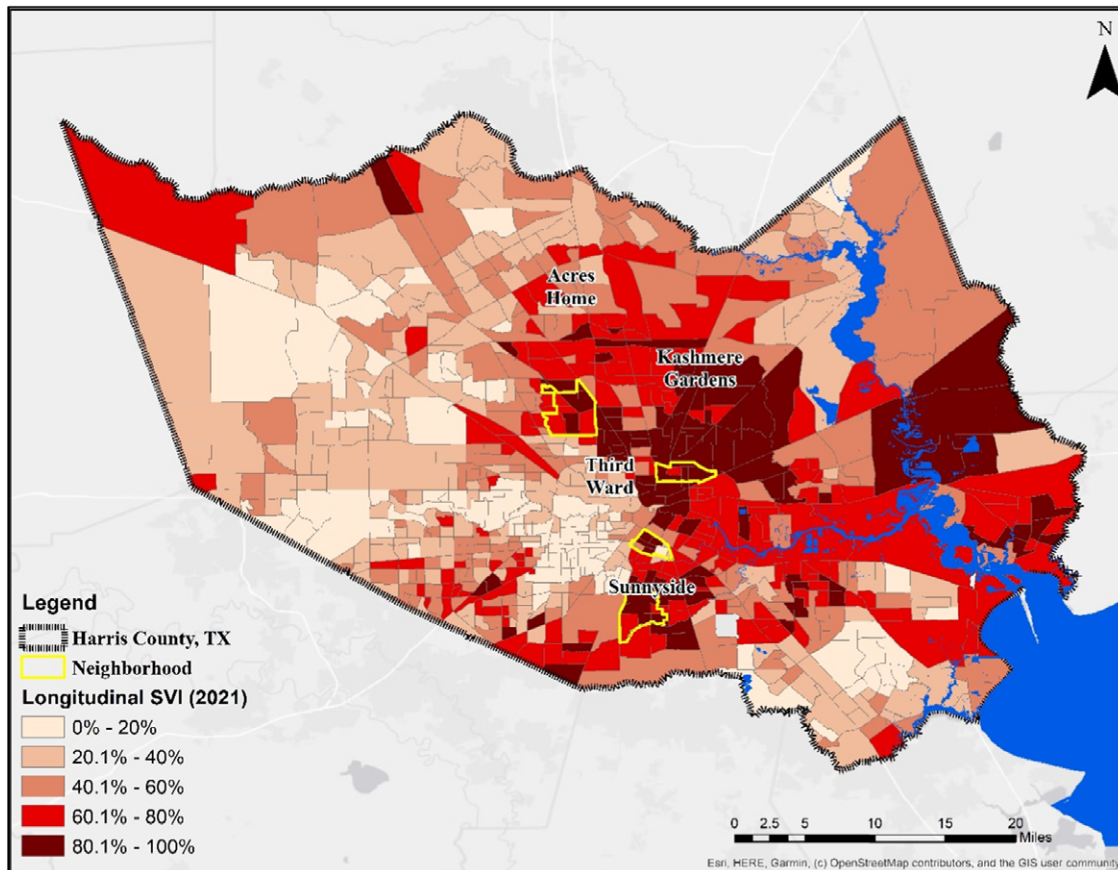 N
Acres
Home
Kashmere
Gardens
Third
Ward
Sunnyside
Legend
Harris County, TX
Neighborhood
Longitudinal SVI (2021)
0% - 20%
20.1% - 40%
40.1% - 60%
60.1% - 80%
80.1% - 100%
0 2.5 5 10 15 20
Miles
Esri, HERE, Garmin, (c) OpenStreetMap contributors, and the GIS user community